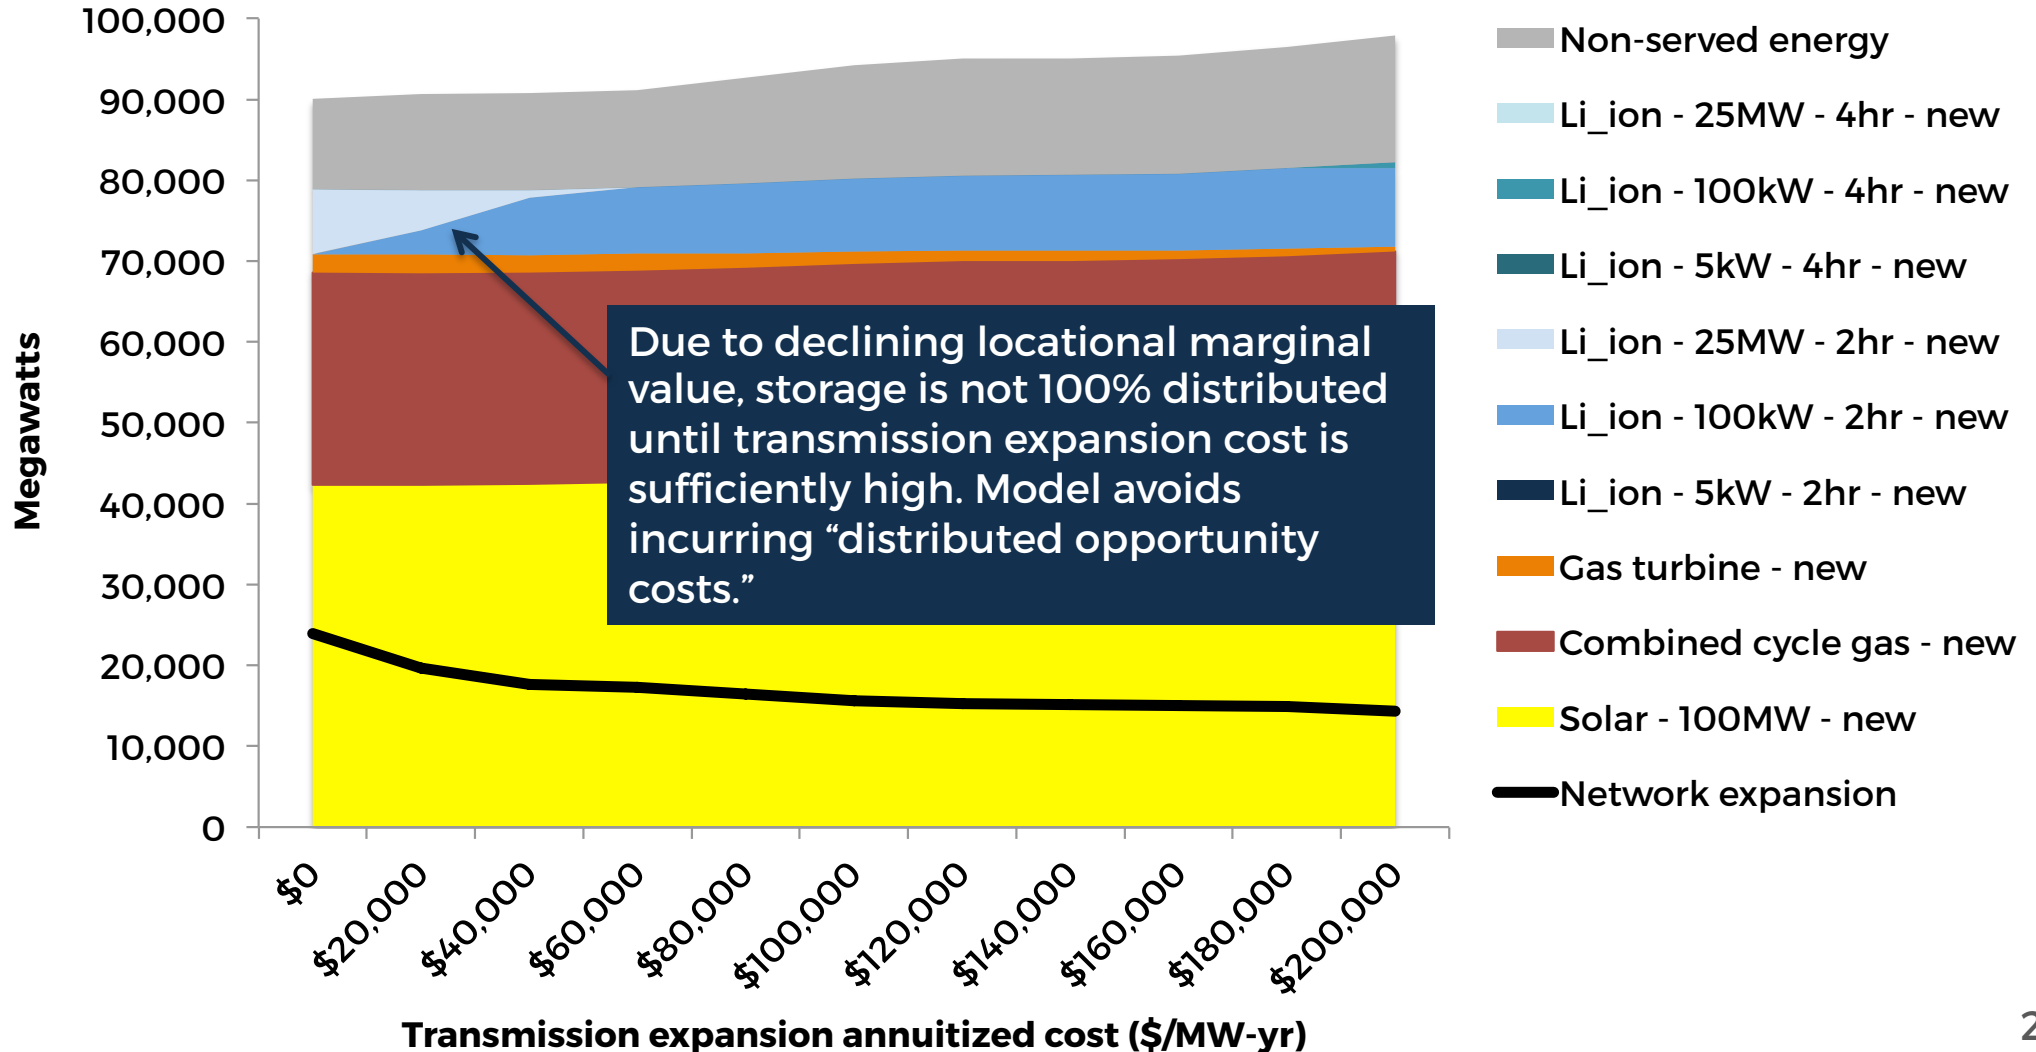 100,000
90,000
80,000
70,000
60,000
50,000
40,000
30,000
20,000
10,000
0
Megawatts
$0
$20,000
$40,000
$60,000
$80,000
$100,000
$120,000
$140,000
$160,000
$180,000
$200,000
Transmission expansion annuitized cost ($/MW-yr)
Due to declining locational marginal
value, storage is not 100% distributed
until transmission expansion cost is
sufficiently high. Model avoids
incurring “distributed opportunity
costs.”
Non-served energy
Li_ion - 25MW - 4hr - new
Li_ion - 100kW - 4hr - new
Li_ion - 5kW - 4hr - new
Li_ion - 25MW - 2hr - new
Li_ion - 100kW - 2hr - new
Li_ion - 5kW - 2hr - new
Gas turbine - new
Combined cycle gas - new
Solar - 100MW - new
Network expansion
2